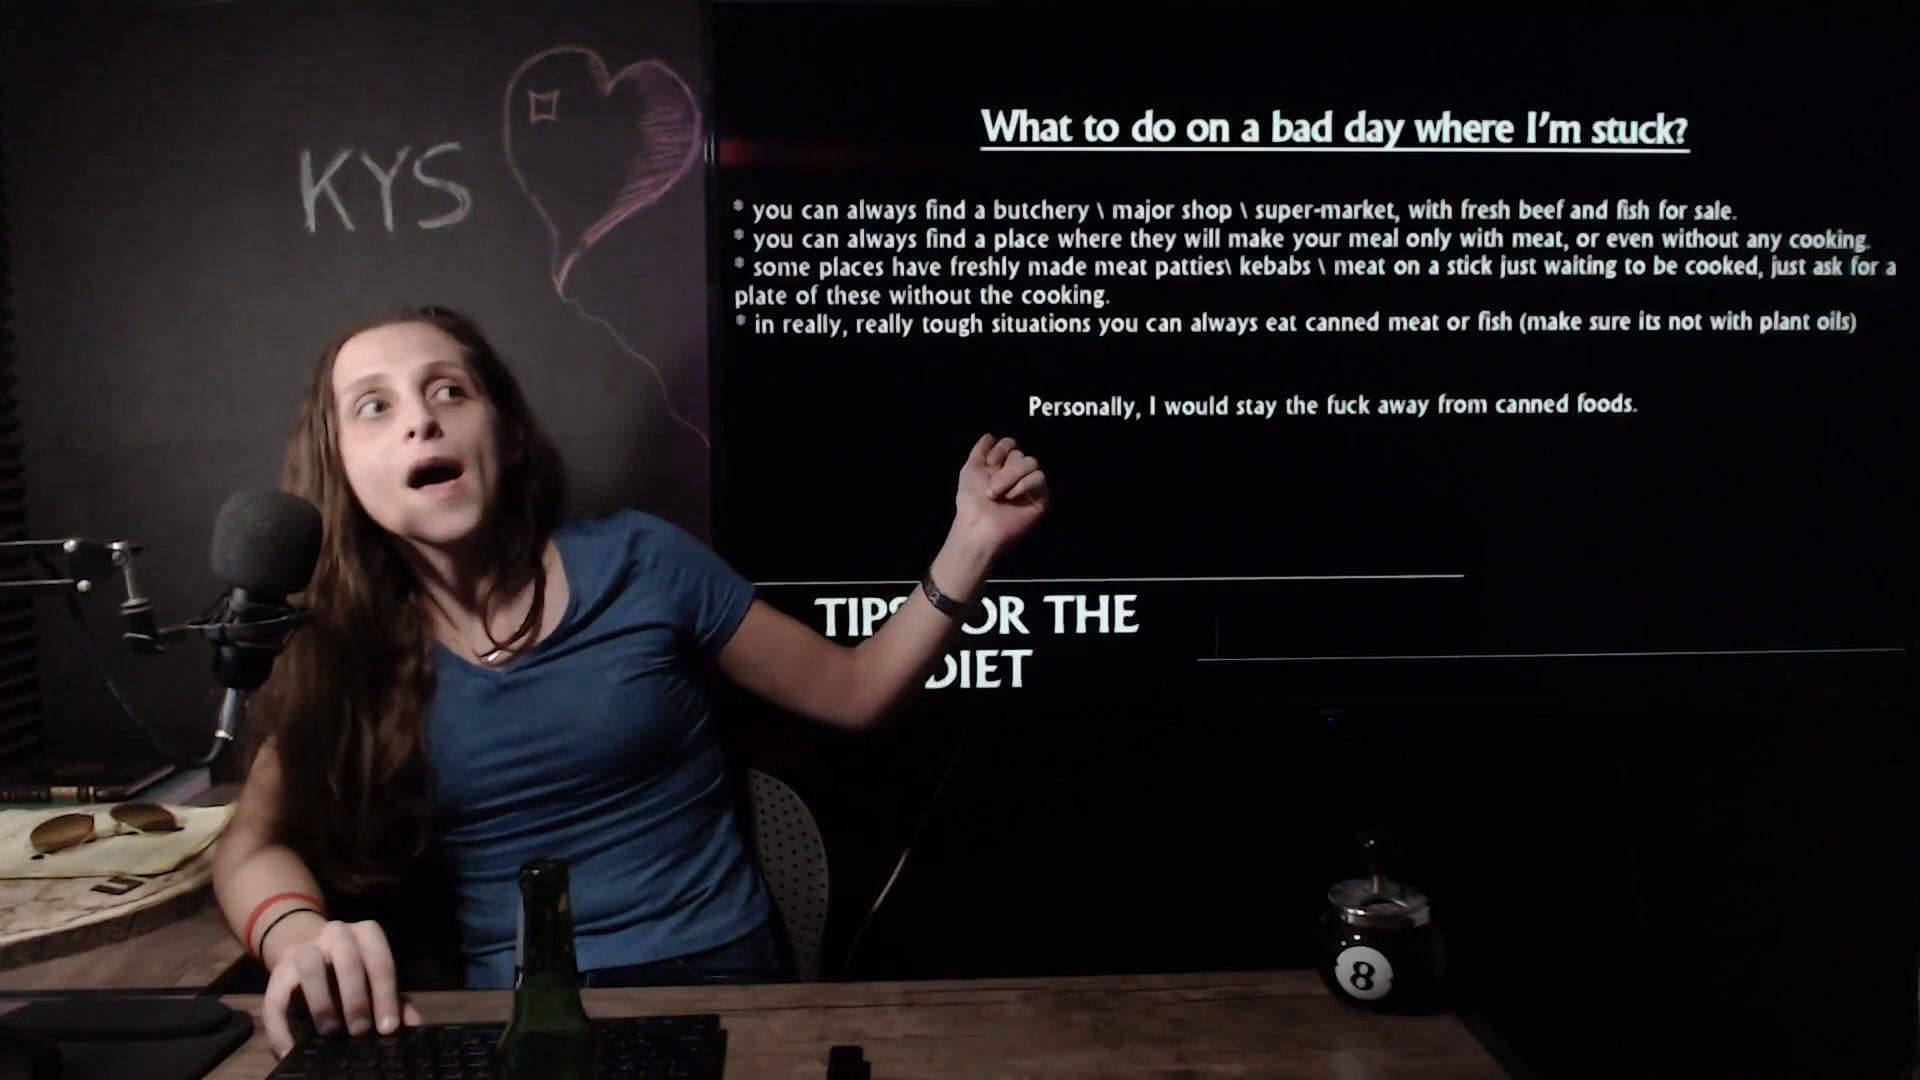 KYS
What to do on a bad day where I'm stuck?
* you can always find a butchery \ major shop \ super-market, with fresh beef and fish for sale.
* you can always find a place where they will make your meal only with meat, or even without any cooking.
* some places have freshly made meat patties\ kebabs \ meat on a stick just waiting to be cooked, just ask for a
plate of these without the cooking.
* in really, really tough situations you can always eat canned meat or fish (make sure its not with plant oils)
Personally, I would stay the fuck away from canned foods.
TIPS FOR THE
DIET
8